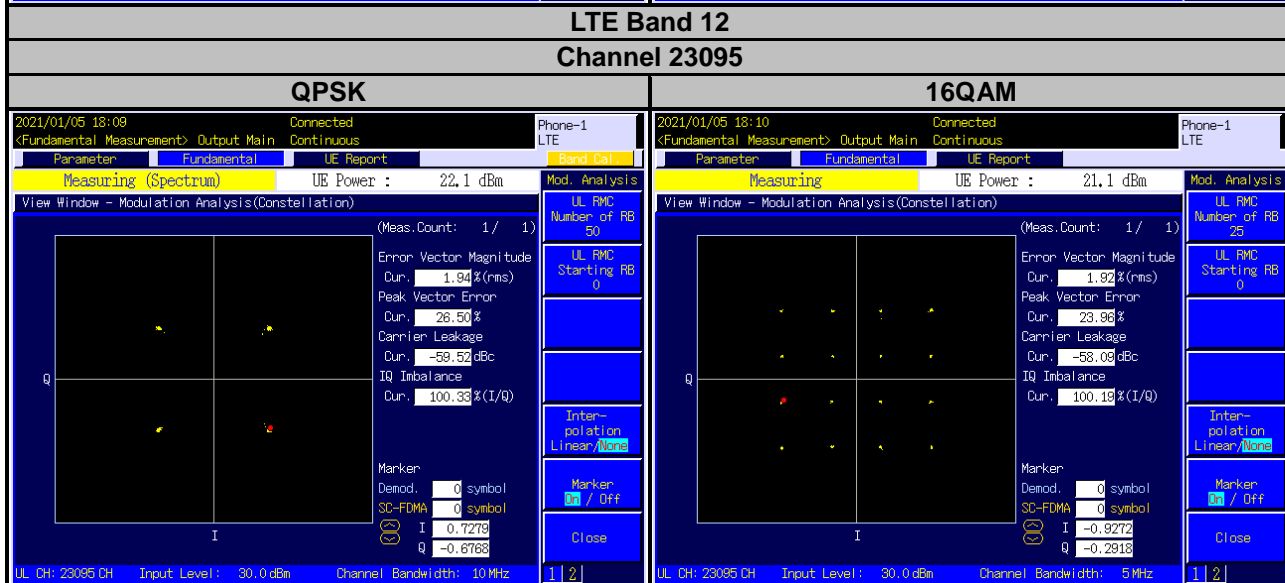 LTE Band 12
Channel 23095
QPSK
16QAM
2021/01/05 18:09 Connected Phone-1
<Fundamental Measurement> Output Main Continuous LTE
Parameter Fundamental UE Report Band Cal.
Measuring (Spectrum) UE Power : 22.1 dBm Mod. Analysis
View Window - Modulation Analysis(Constellation)
(Meas.Count: 1/ 1)
Error Vector Magnitude
Cur. 1.94 %(rms)
Peak Vector Error
Cur. 26.50 %
Carrier Leakage
Cur. -59.52 dBc
IQ Imbalance
Cur. 100.33 %(I/Q)
Q
I
Marker
Demod. 0 symbol
SC-FDMA 0 symbol
I 0.7279
Q -0.6768
UL RMC
Number of RB
50
UL RMC
Starting RB
0
Inter-
polation
Linear/None
Marker
On / Off
Close
UL CH: 23095 CH Input Level: 30.0 dBm Channel Bandwidth: 10 MHz 1 2
2021/01/05 18:10 Connected Phone-1
<Fundamental Measurement> Output Main Continuous LTE
Parameter Fundamental UE Report
Measuring UE Power : 21.1 dBm Mod. Analysis
View Window - Modulation Analysis(Constellation)
(Meas.Count: 1/ 1)
Error Vector Magnitude
Cur. 1.92 %(rms)
Peak Vector Error
Cur. 23.96 %
Carrier Leakage
Cur. -58.09 dBc
IQ Imbalance
Cur. 100.19 %(I/Q)
Q
I
Marker
Demod. 0 symbol
SC-FDMA 0 symbol
I -0.9272
Q -0.2918
UL RMC
Number of RB
25
UL RMC
Starting RB
0
Inter-
polation
Linear/None
Marker
On / Off
Close
UL CH: 23095 CH Input Level: 30.0 dBm Channel Bandwidth: 5 MHz 1 2